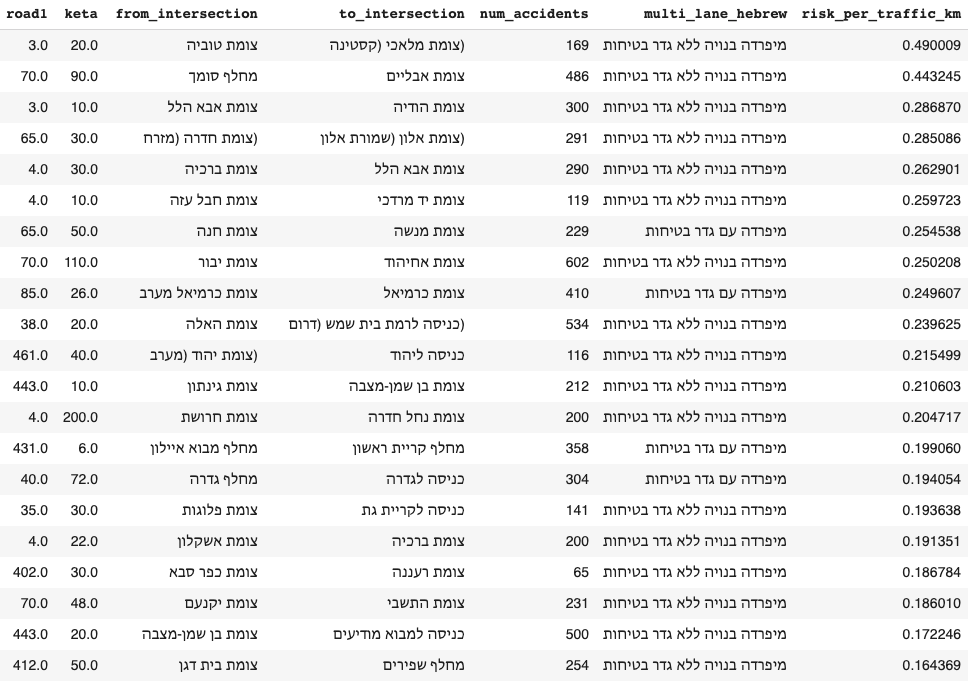 road1 keta from_intersection to_intersection num_accidents multi_lane_hebrew risk_per_traffic_km
3.0 20.0 צומת טוביה צומת מלאכי (קסטינה) 169 מיפרדה בנויה ללא גדר בטיחות 0.490009
70.0 90.0 מחלף סומך צומת אבליים 486 מיפרדה בנויה ללא גדר בטיחות 0.443245
3.0 10.0 צומת אבא הלל צומת הודיה 300 מיפרדה בנויה ללא גדר בטיחות 0.286870
65.0 30.0 צומת חדרה (מזרח) צומת אלון (שמורת אלון) 291 מיפרדה בנויה ללא גדר בטיחות 0.285086
4.0 30.0 צומת ברכיה צומת אבא הלל 290 מיפרדה בנויה ללא גדר בטיחות 0.262901
4.0 10.0 צומת חבל עזה צומת יד מרדכי 119 מיפרדה בנויה ללא גדר בטיחות 0.259723
65.0 50.0 צומת חנה צומת מנשה 229 מיפרדה עם גדר בטיחות 0.254538
70.0 110.0 צומת יבור צומת אחיהוד 602 מיפרדה בנויה ללא גדר בטיחות 0.250208
85.0 26.0 צומת כרמיאל מערב צומת כרמיאל 410 מיפרדה עם גדר בטיחות 0.249607
38.0 20.0 צומת האלה כניסה לרמת בית שמש (דרום) 534 מיפרדה בנויה ללא גדר בטיחות 0.239625
461.0 40.0 צומת יהוד (מערב) כניסה ליהוד 116 מיפרדה בנויה ללא גדר בטיחות 0.215499
443.0 10.0 צומת גינתון צומת בן שמן-מצבה 212 מיפרדה בנויה ללא גדר בטיחות 0.210603
4.0 200.0 צומת חרושת צומת נחל חדרה 200 מיפרדה בנויה ללא גדר בטיחות 0.204717
431.0 6.0 מחלף מבוא איילון מחלף קריית ראשון 358 מיפרדה עם גדר בטיחות 0.199060
40.0 72.0 מחלף גדרה כניסה לגדרה 304 מיפרדה עם גדר בטיחות 0.194054
35.0 30.0 צומת פלוגות כניסה לקריית גת 141 מיפרדה בנויה ללא גדר בטיחות 0.193638
4.0 22.0 צומת אשקלון צומת ברכיה 200 מיפרדה בנויה ללא גדר בטיחות 0.191351
402.0 30.0 צומת כפר סבא צומת רעננה 65 מיפרדה בנויה ללא גדר בטיחות 0.186784
70.0 48.0 צומת יקנעם צומת התשבי 231 מיפרדה בנויה ללא גדר בטיחות 0.186010
443.0 20.0 צומת בן שמן-מצבה כניסה למבוא מודיעים 500 מיפרדה בנויה ללא גדר בטיחות 0.172246
412.0 50.0 צומת בית דגן מחלף שפירים 254 מיפרדה בנויה ללא גדר בטיחות 0.164369